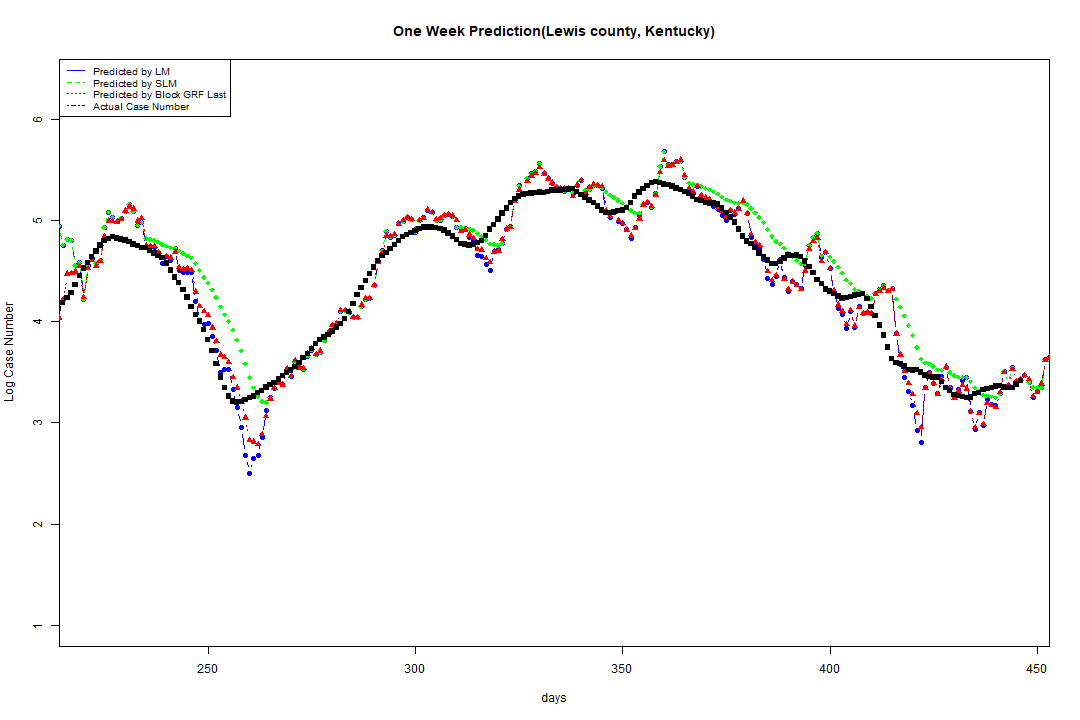 One Week Prediction(Lewis county, Kentucky)
Predicted by LM
Predicted by SLM
Predicted by Block GRF Last
Actual Case Number
6
5
4
3
2
1
Log Case Number
250
300
350
400
450
days